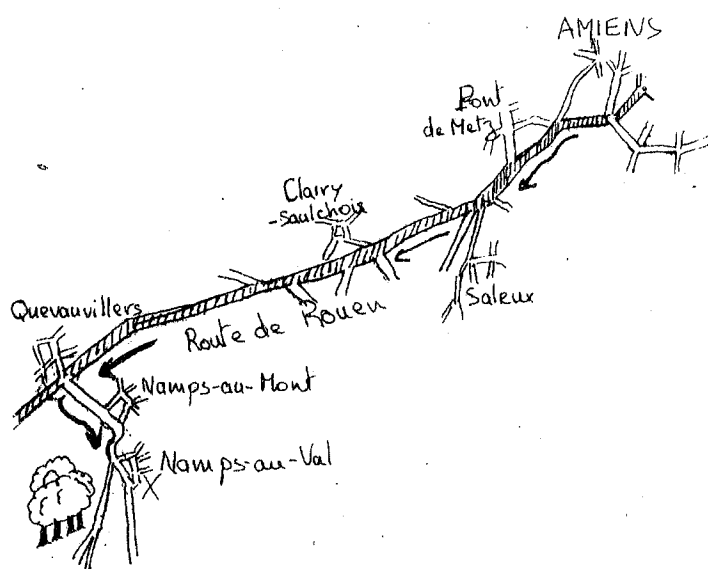 AMIENS
Pont
de Metz
Clairy
-Saulchoix
Saleux
Quevauvillers
Route de Rouen
Namps-au-Mont
Namps-au-Val